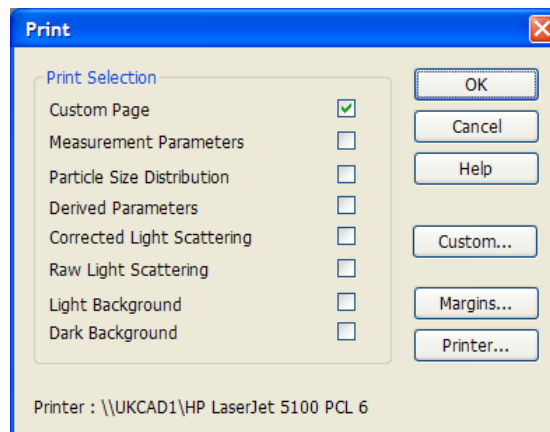 Print
Print Selection
Custom Page
Measurement Parameters
Particle Size Distribution
Derived Parameters
Corrected Light Scattering
Raw Light Scattering
Light Background
Dark Background
OK
Cancel
Help
Custom...
Margins...
Printer...
Printer : \\UKCAD1\HP LaserJet 5100 PCL 6